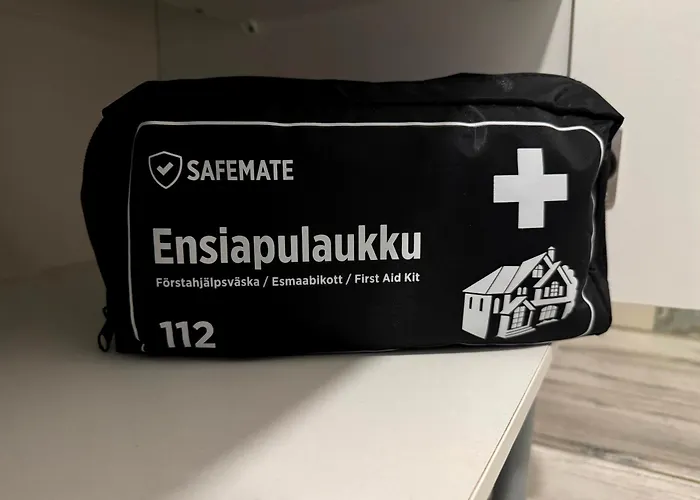 SAFEMATE
Ensiapulaukku
Förstahjälpsväska / Esmaabikott / First Aid Kit
112